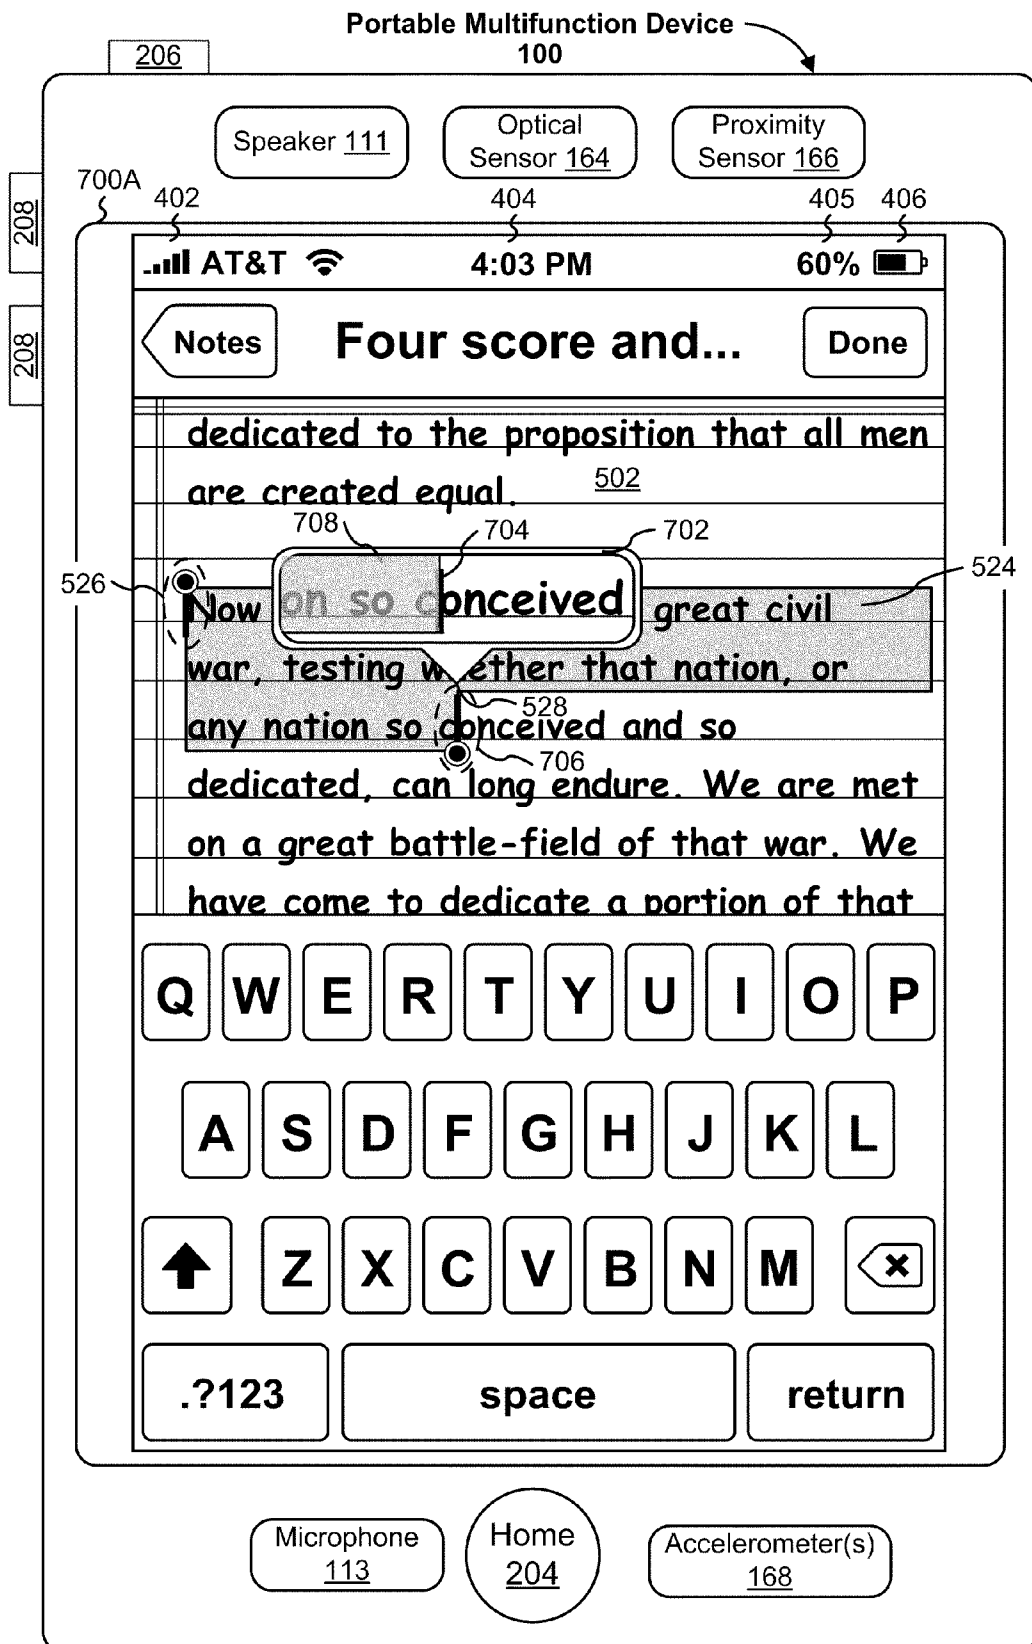 Portable Multifunction Device
100
206
Speaker 111
Optical
Sensor 164
Proximity
Sensor 166
700A
402
404
405
406
208
208
AT&T
4:03 PM
60%
Notes
Four score and...
Done
dedicated to the proposition that all men
are created equal.
502
708
704
702
526
524
on so conceived
Now
great civil
war, testing whether that nation, or
528
any nation so conceived and so
706
dedicated, can long endure. We are met
on a great battle-field of that war. We
have come to dedicate a portion of that
Q W E R T Y U I O P
A S D F G H J K L
Z X C V B N M
.?123 space return
Microphone
113
Home
204
Accelerometer(s)
168